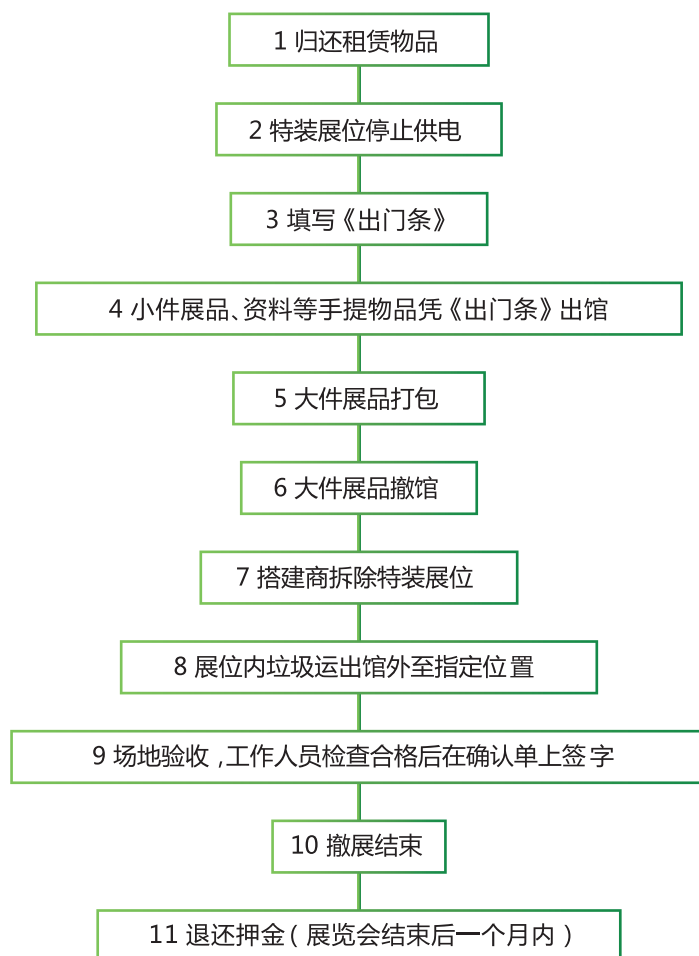 1 归还租赁物品
2 特装展位停止供电
3 填写《出门条》
4 小件展品、资料等手提物品凭《出门条》出馆
5 大件展品打包
6 大件展品撤馆
7 搭建商拆除特装展位
8 展位内垃圾运出馆外至指定位置
9 场地验收,工作人员检查合格后在确认单上签字
10 撤展结束
11 退还押金(展览会结束后一个月内)